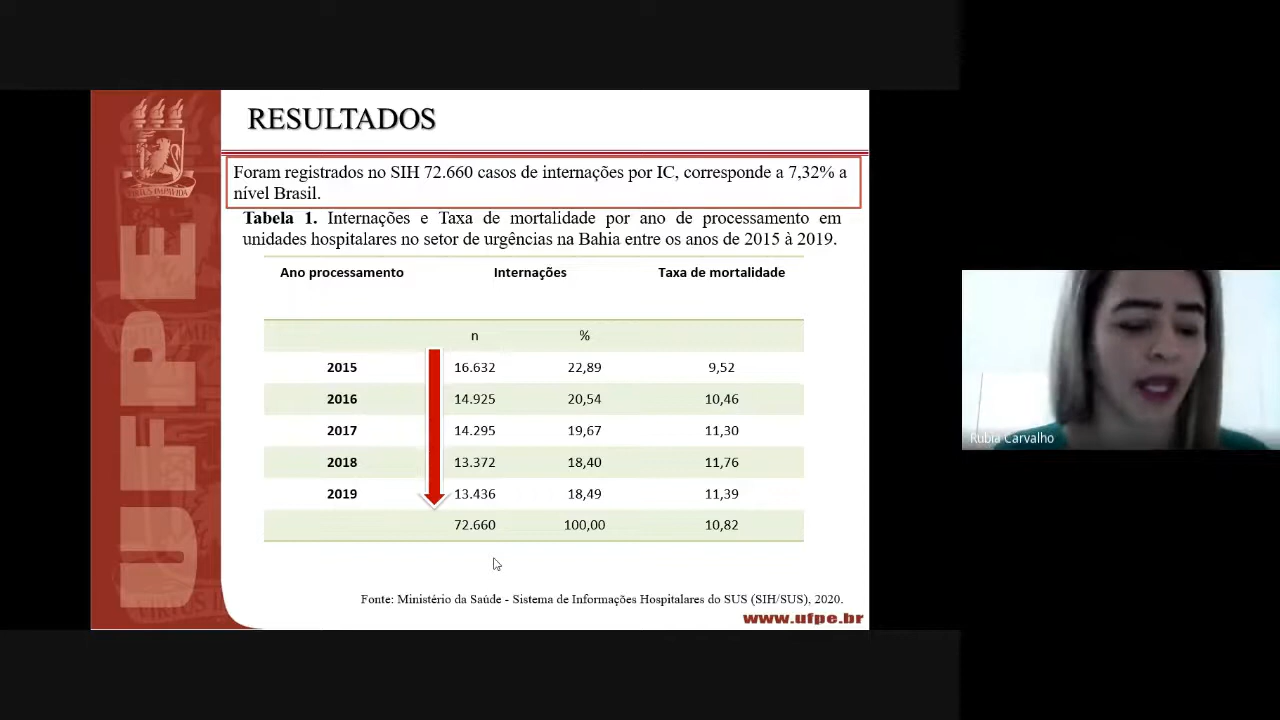 RESULTADOS
Foram registrados no SIH 72.660 casos de internações por IC, corresponde a 7,32% a
nível Brasil.
Tabela 1. Internações e Taxa de mortalidade por ano de processamento em
unidades hospitalares no setor de urgências na Bahia entre os anos de 2015 à 2019.
Ano processamento Internações Taxa de mortalidade
n %
2015 16.632 22,89 9,52
2016 14.925 20,54 10,46
2017 14.295 19,67 11,30
2018 13.372 18,40 11,76
2019 13.436 18,49 11,39
72.660 100,00 10,82
Fonte: Ministério da Saúde - Sistema de Informações Hospitalares do SUS (SIH/SUS), 2020.
www.ufpe.br
UFPE
VIRTUS IMPAVIDA
Rubia Carvalho